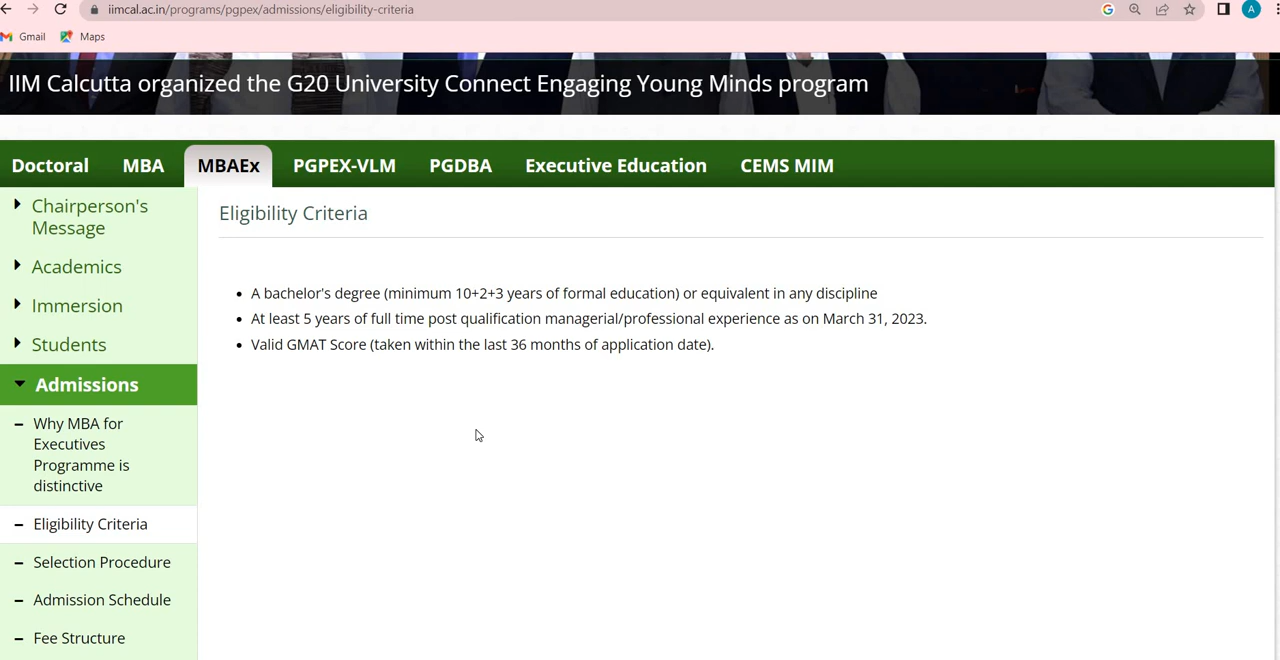 iimcal.ac.in/programs/pgpex/admissions/eligibility-criteria
G
A
Gmail
Maps
IIM Calcutta organized the G20 University Connect Engaging Young Minds program
Doctoral MBA MBAEx PGPEX-VLM PGDBA Executive Education CEMS MIM
Chairperson's
Message
Academics
Immersion
Students
Admissions
Why MBA for
Executives
Programme is
distinctive
Eligibility Criteria
Selection Procedure
Admission Schedule
Fee Structure
Eligibility Criteria
• A bachelor's degree (minimum 10+2+3 years of formal education) or equivalent in any discipline
• At least 5 years of full time post qualification managerial/professional experience as on March 31, 2023.
• Valid GMAT Score (taken within the last 36 months of application date).